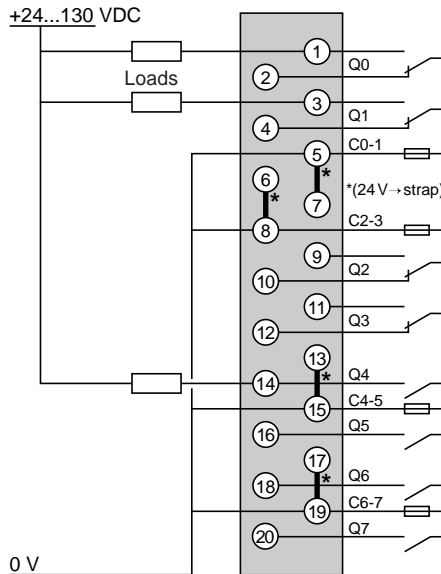 +24...130 VDC
1
Q0
2
Loads
3
Q1
4
C0-1
5
*
6
*(24 V→strap)
*
7
C2-3
8
9
Q2
10
11
Q3
12
13
*
Q4
14
C4-5
15
Q5
16
17
*
Q6
18
C6-7
19
Q7
20
0 V